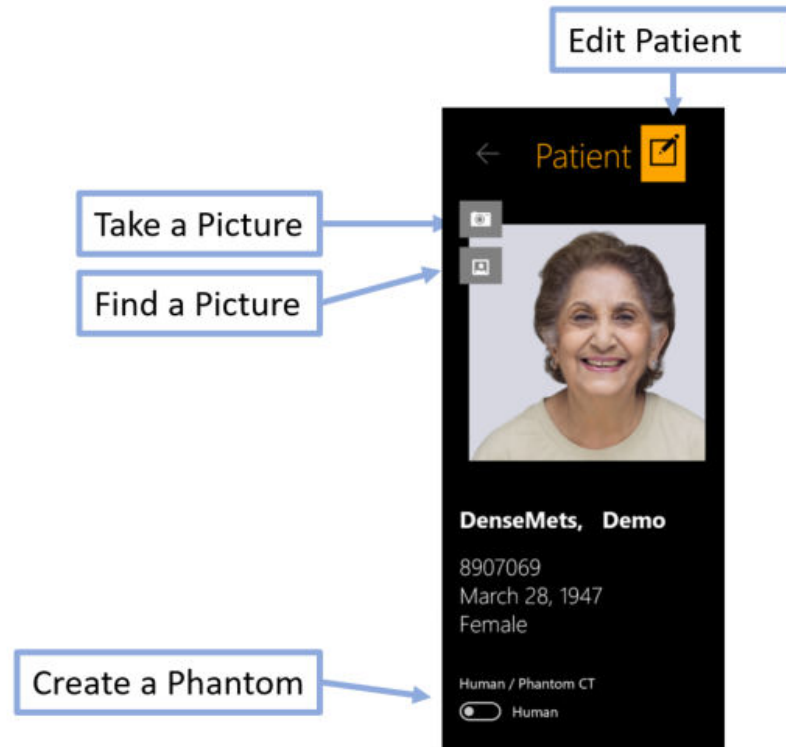 Edit Patient
Patient
Take a Picture
Find a Picture
DenseMets, Demo
8907069
March 28, 1947
Female
Create a Phantom
Human / Phantom CT
Human